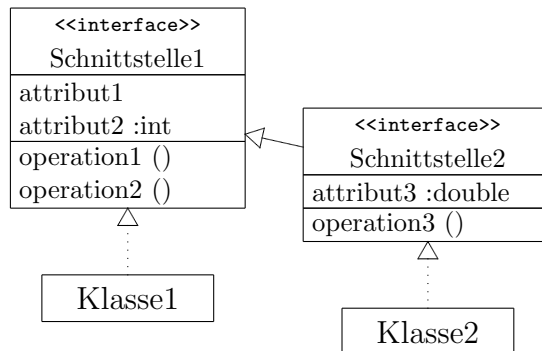 <<interface>>
Schnittstelle1
attribut1
attribut2 :int
operation1 ()
operation2 ()
<<interface>>
Schnittstelle2
attribut3 :double
operation3 ()
Klasse1
Klasse2